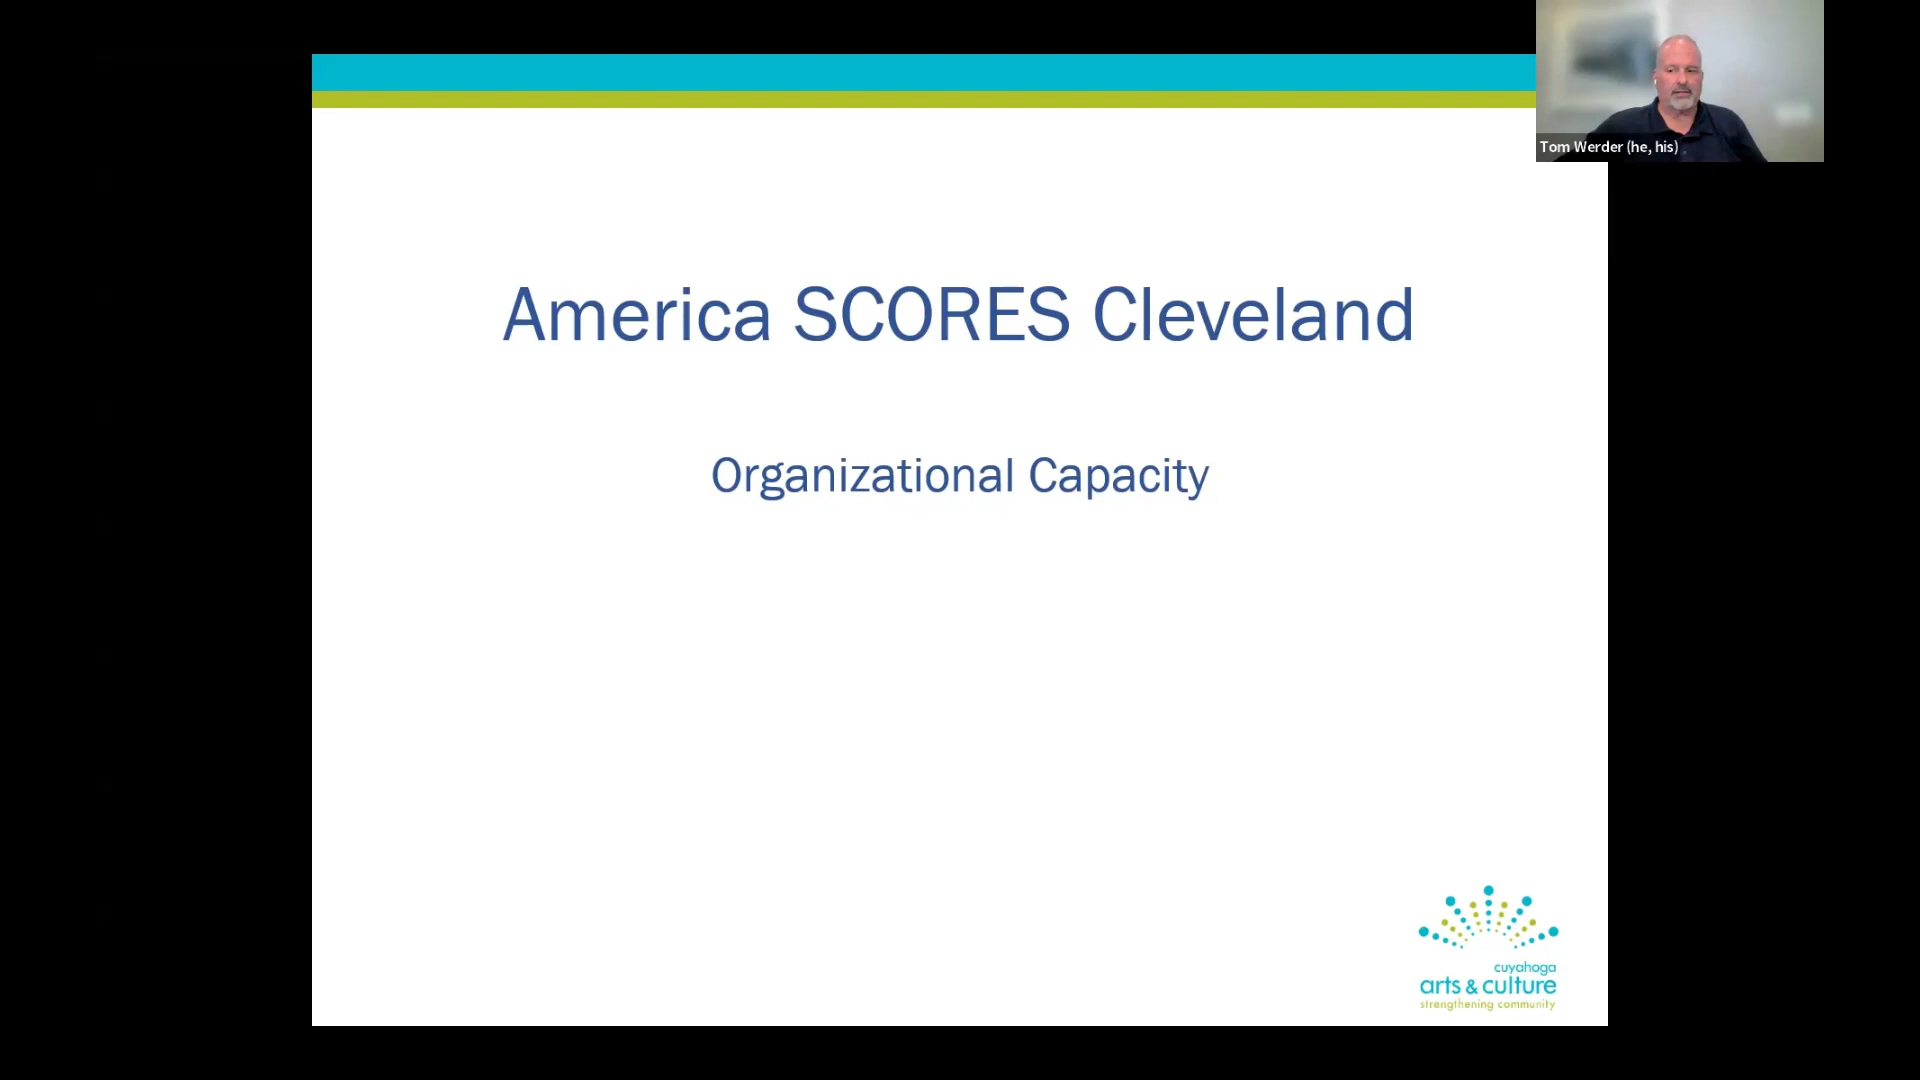 Tom Werder (he, his)
America SCORES Cleveland
Organizational Capacity
cuyahoga
arts & culture
strengthening community